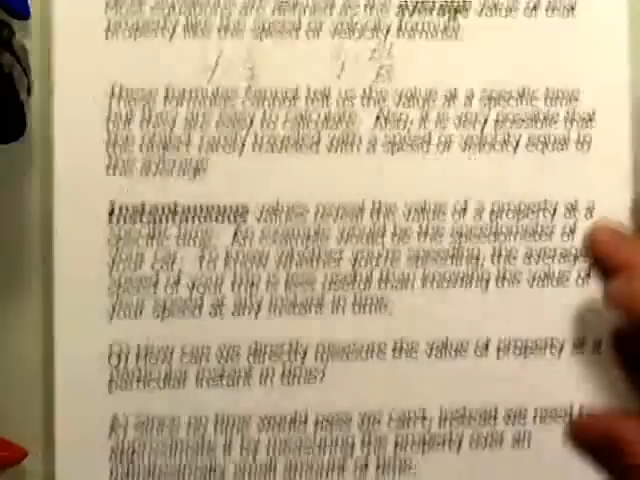 Most equations are defined as the average value of that
property like the speed or velocity formula:
These formulas cannot tell us the value at a specific time
but they are easy to calculate. Also, it is very possible that
the object rarely travelled with a speed or velocity equal to
the average.
Instantaneous values reveal the value of a property at a
specific time. An example would be the speedometer of
your car. To know whether you're speeding, the average
speed of your trip is less useful than knowing the value of
your speed at any instant in time.
Q) How can we directly measure the value of property at a
particular instant in time?
A) since no time would pass we can't, instead we need to
approximate it by measuring the property over an
small amount of time.